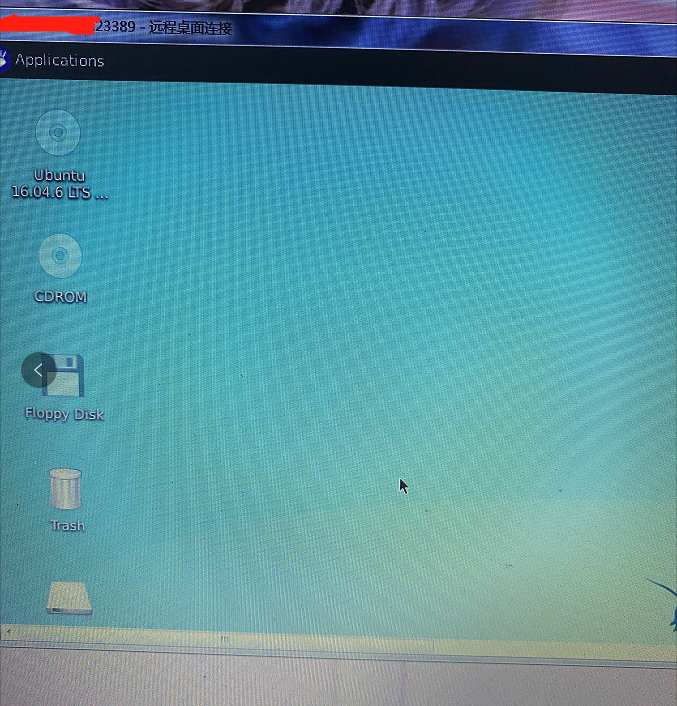 23389 - 远程桌面连接
Applications
Ubuntu
16.04.6 LTS ...
CDROM
Floppy Disk
Trash